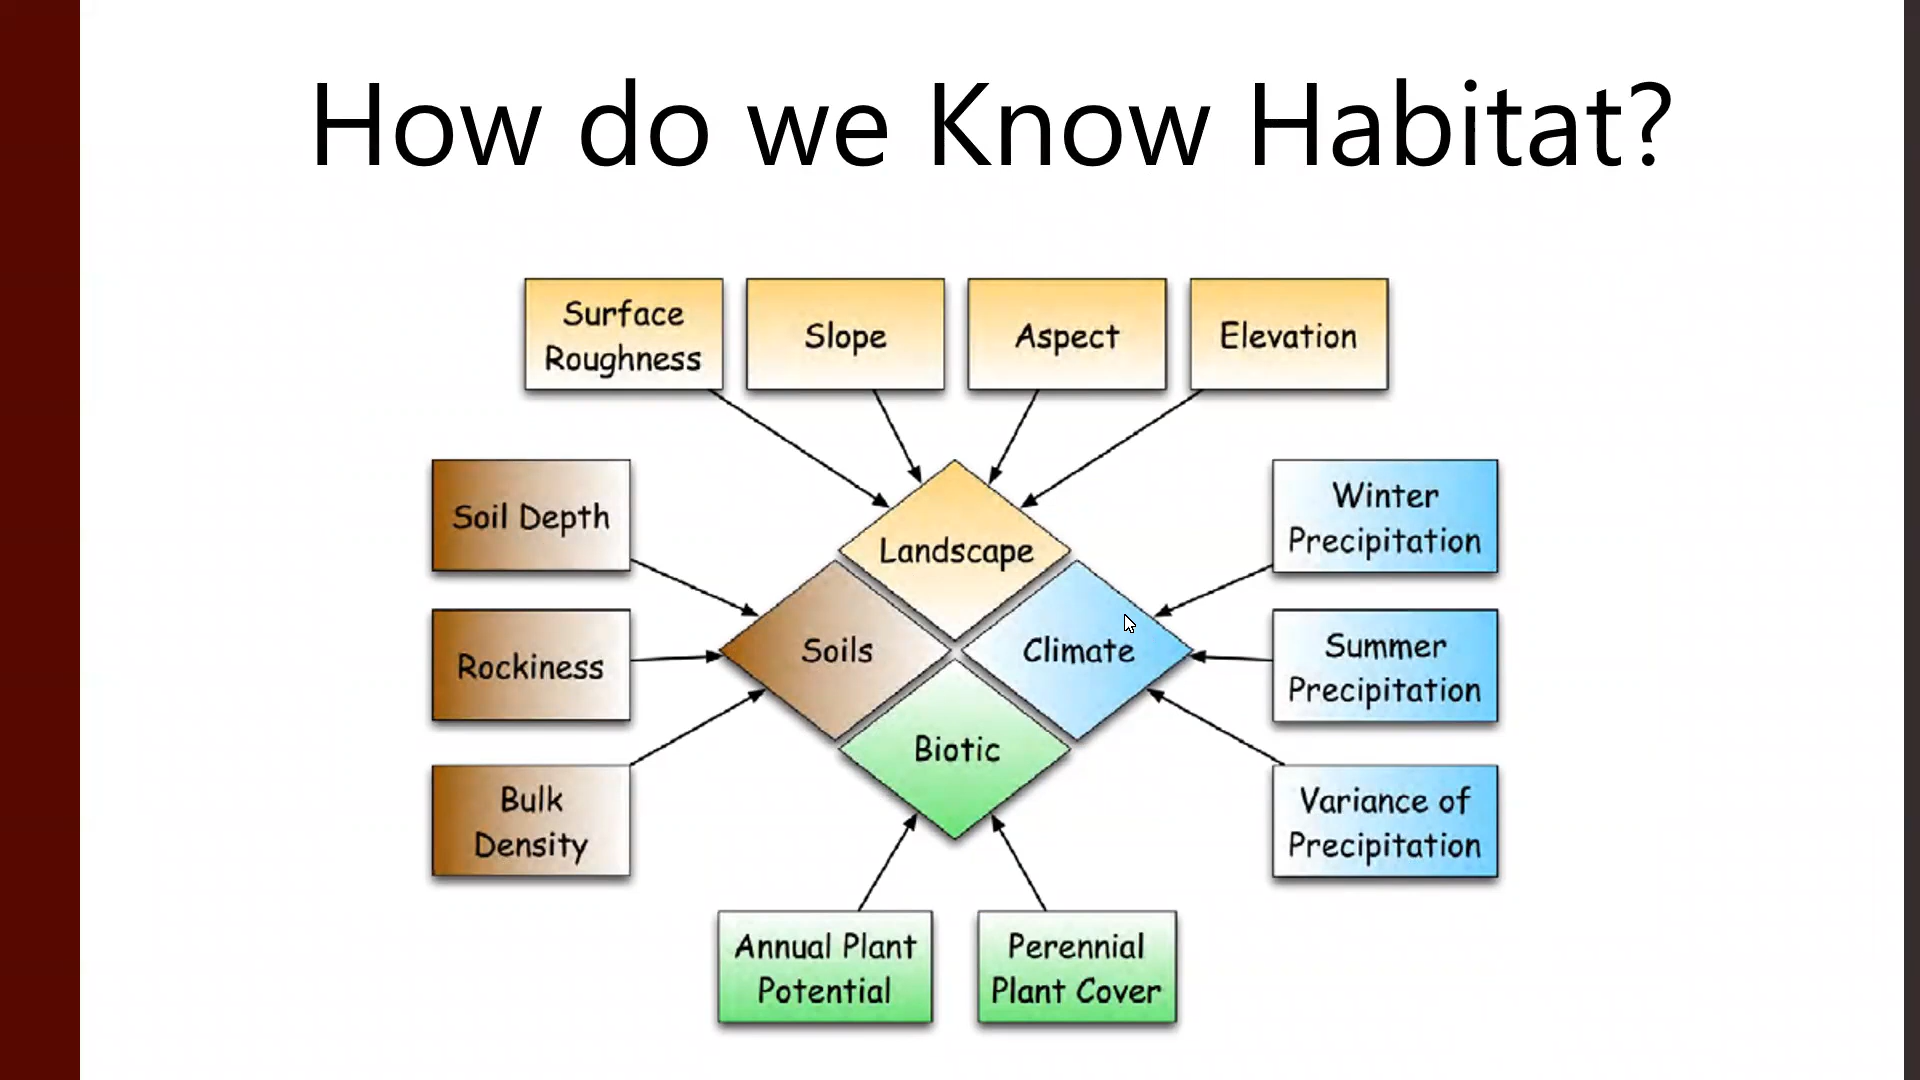 How do we Know Habitat?
Surface
Roughness
Slope
Aspect
Elevation
Soil Depth
Rockiness
Bulk
Density
Landscape
Soils
Climate
Biotic
Winter
Precipitation
Summer
Precipitation
Variance of
Precipitation
Annual Plant
Potential
Perennial
Plant Cover